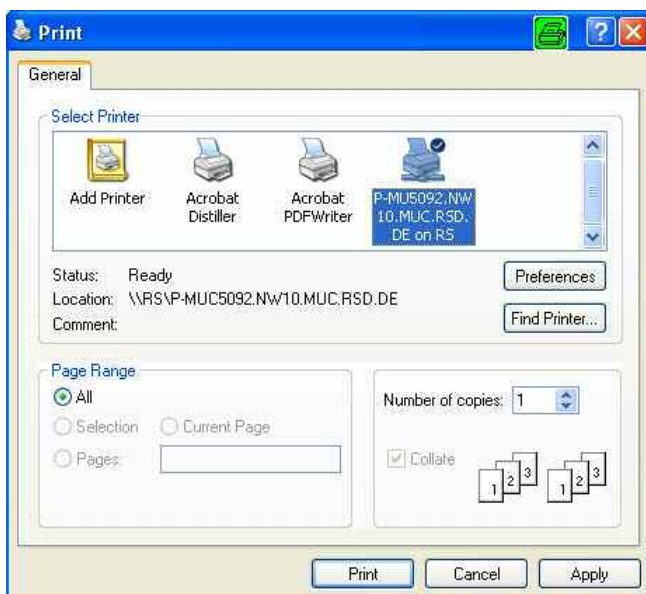 Print
General
Select Printer
Add Printer
Acrobat
Distiller
Acrobat
PDFWriter
P-MU5092.NW
10.MUC.RSD.
DE on RS
Status: Ready
Location: \\RS\P-MUC5092.NW10.MUC.RSD.DE
Comment:
Preferences
Find Printer...
Page Range
All
Selection
Current Page
Pages:
Number of copies: 1
Collate
1 2 3
1 2 3
Print
Cancel
Apply